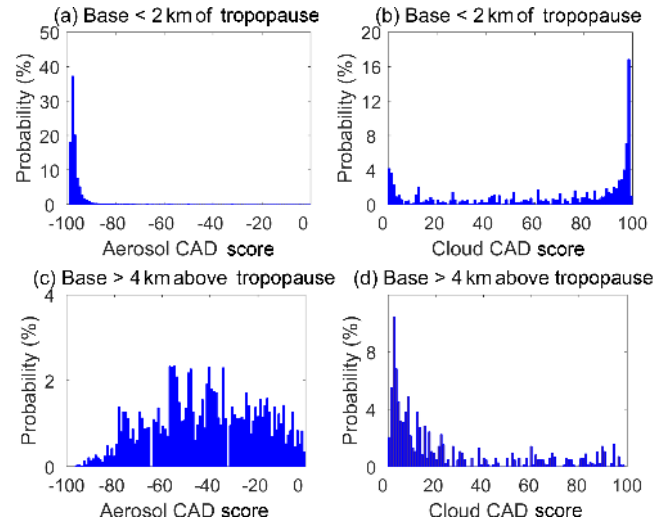 (a) Base < 2 km of tropopause
(b) Base < 2 km of tropopause
Probability (%)
50
40
30
20
10
0
-100 -80 -60 -40 -20 0
Aerosol CAD score
Probability (%)
20
16
12
8
4
0
0 20 40 60 80 100
Cloud CAD score
(c) Base > 4 km above tropopause
(d) Base > 4 km above tropopause
Probability (%)
4
2
0
-100 -80 -60 -40 -20 0
Aerosol CAD score
Probability (%)
8
4
0
0 20 40 60 80 100
Cloud CAD score